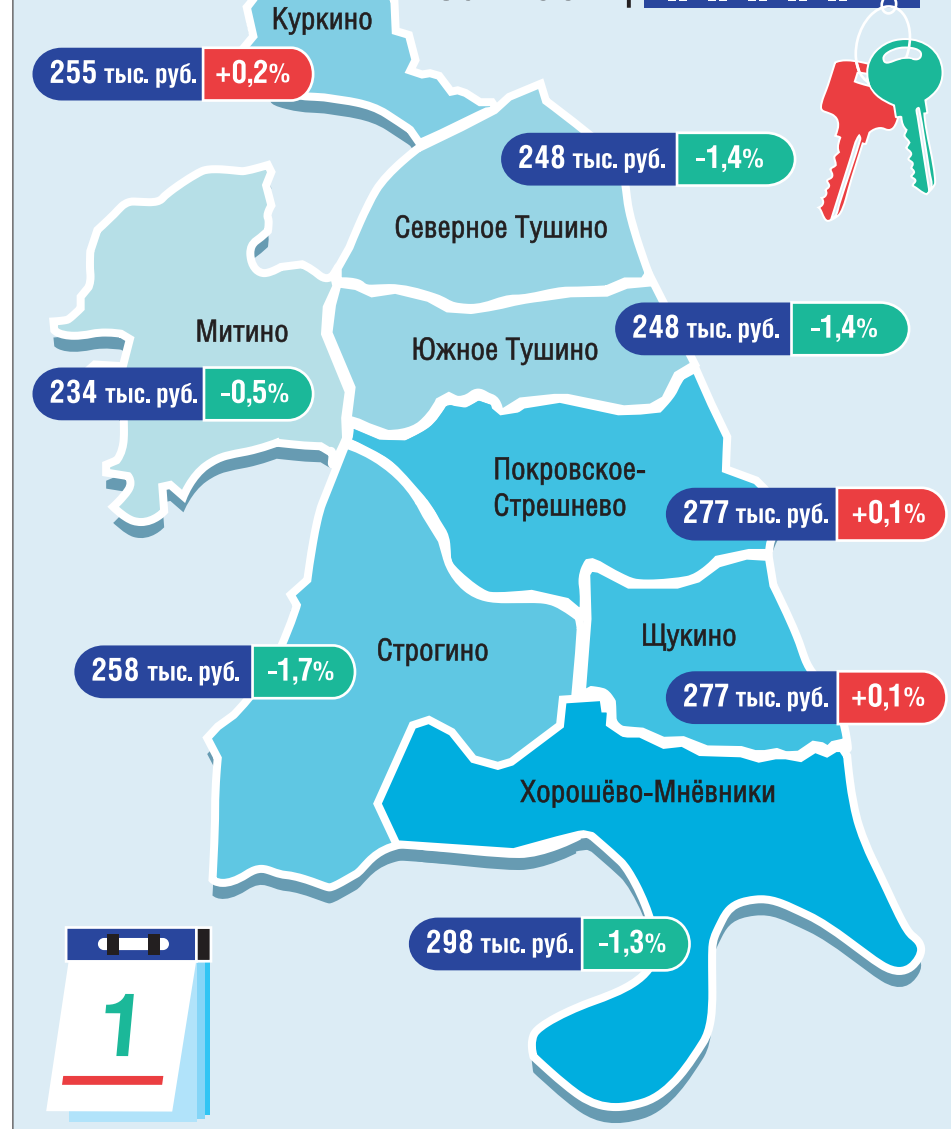 Куркино
255 тыс. руб. +0,2%
248 тыс. руб. -1,4%
Северное Тушино
Митино
248 тыс. руб. -1,4%
Южное Тушино
234 тыс. руб. -0,5%
Покровское-
Стрешнево
277 тыс. руб. +0,1%
Щукино
Строгино
258 тыс. руб. -1,7%
277 тыс. руб. +0,1%
Хорошёво-Мнёвники
298 тыс. руб. -1,3%
1